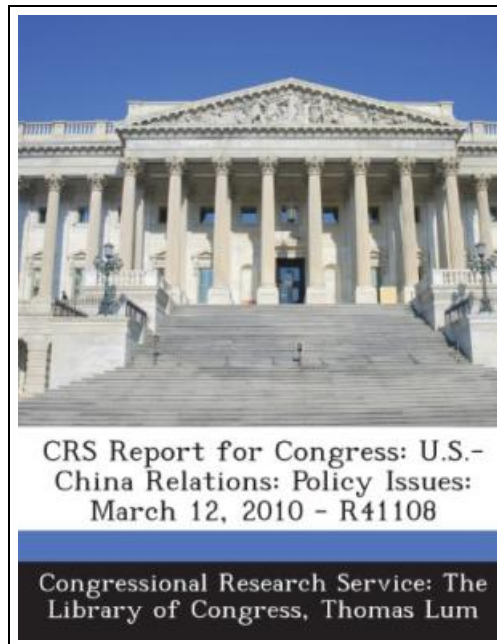 CRS Report for Congress: U.S.-
China Relations: Policy Issues:
March 12, 2010 - R41108
Congressional Research Service: The
Library of Congress, Thomas Lum